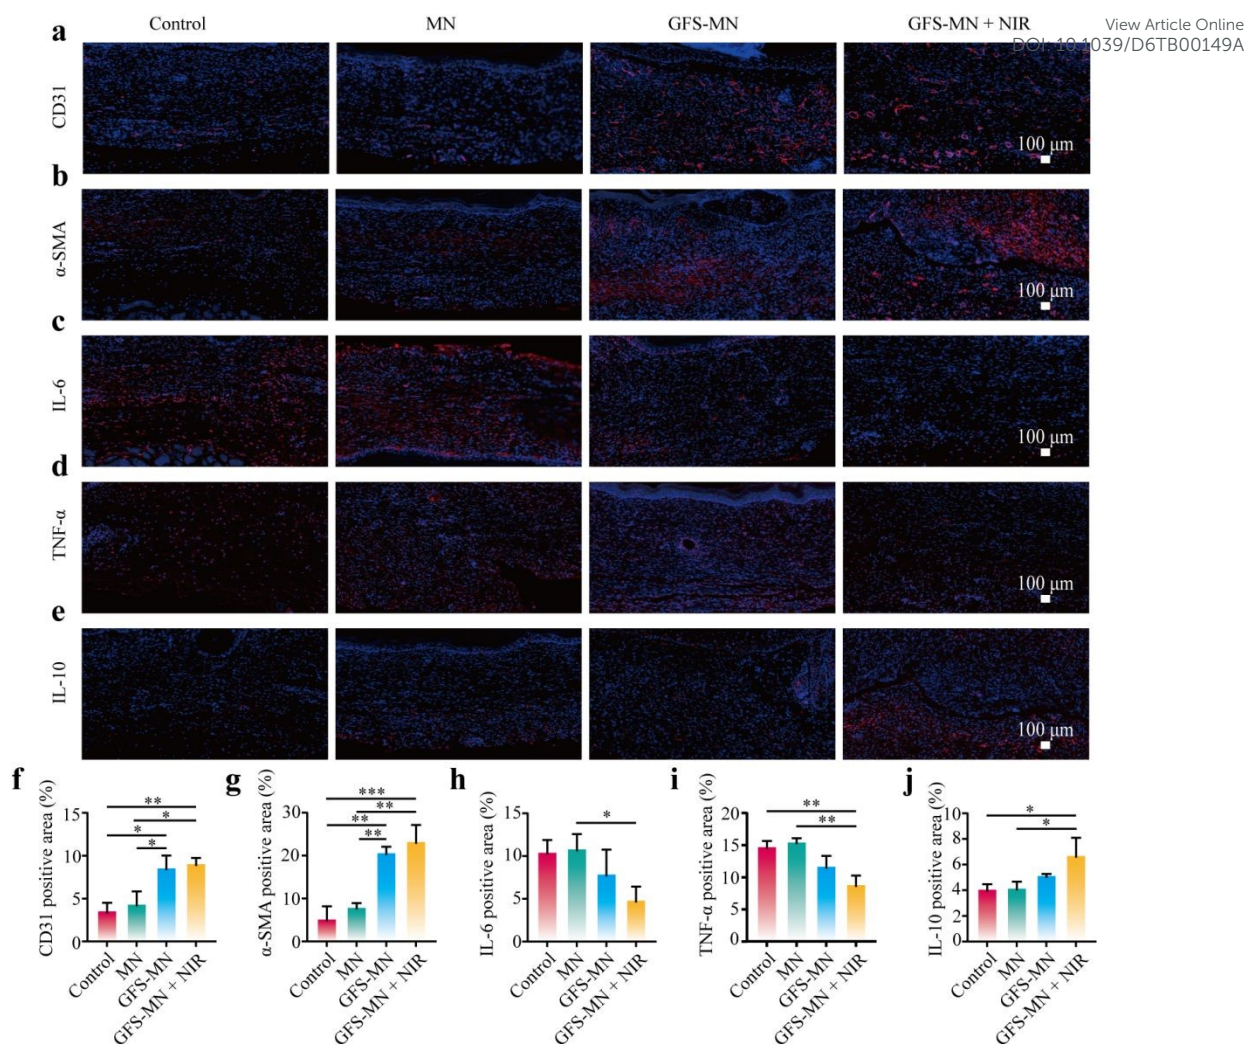 a
Control
MN
GFS-MN
GFS-MN + NIR
View Article Online
DOI: 10.1039/D6TB00149A
CD31
100 μm
b
α-SMA
100 μm
c
IL-6
100 μm
d
TNF-α
100 μm
e
IL-10
100 μm
f
CD31 positive area (%)
15
10
5
0
**
*
*
*
Control
MN
GFS-MN
GFS-MN + NIR
g
α-SMA positive area (%)
30
20
10
0
***
**
**
**
Control
MN
GFS-MN
GFS-MN + NIR
h
IL-6 positive area (%)
15
10
5
0
*
Control
MN
GFS-MN
GFS-MN + NIR
i
TNF-α positive area (%)
20
15
10
5
0
**
**
Control
MN
GFS-MN
GFS-MN + NIR
j
IL-10 positive area (%)
10
8
6
4
2
0
*
*
Control
MN
GFS-MN
GFS-MN + NIR